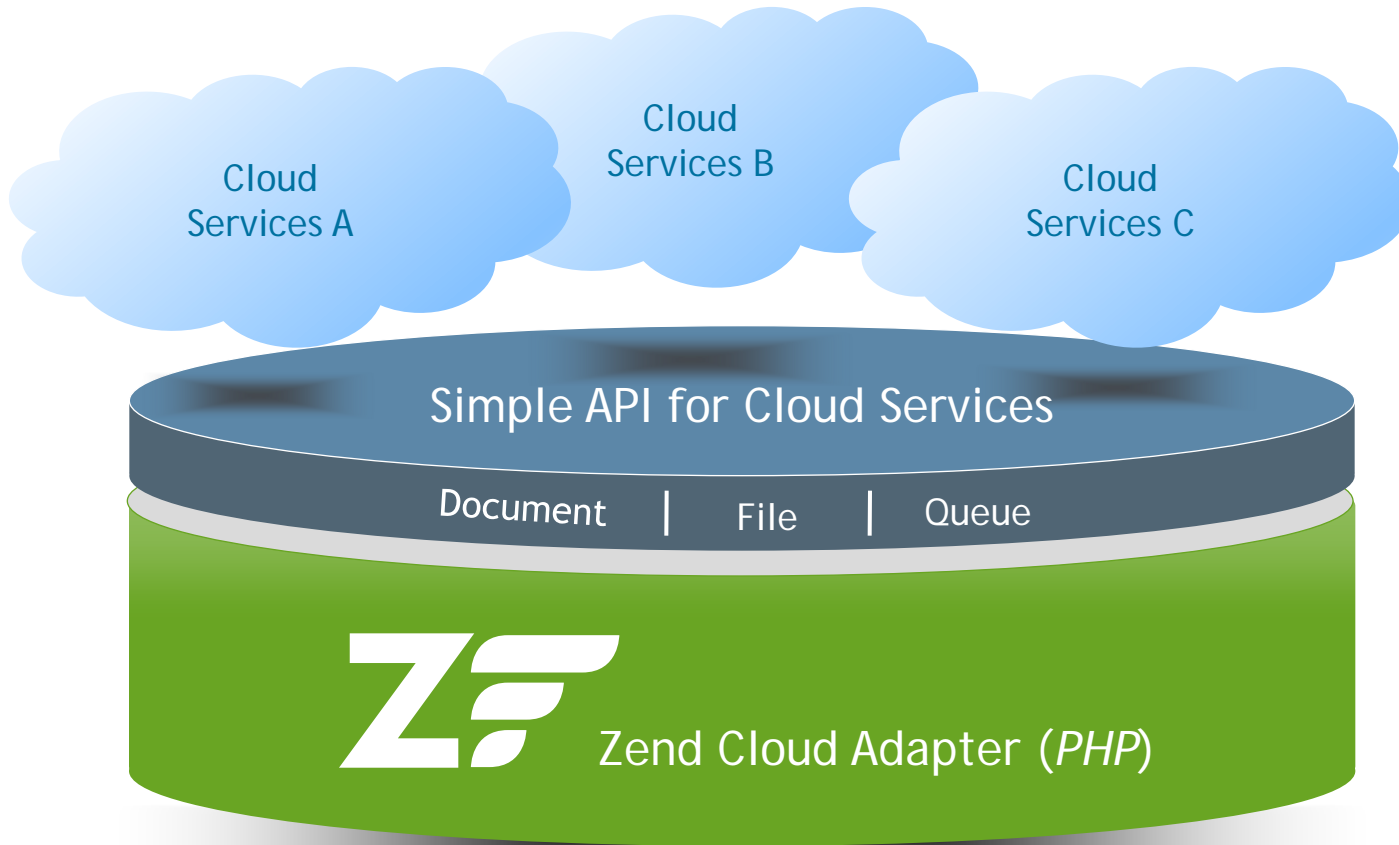 Cloud
Services A
Cloud
Services B
Cloud
Services C
Simple API for Cloud Services
Document | File | Queue
ZF Zend Cloud Adapter (PHP)